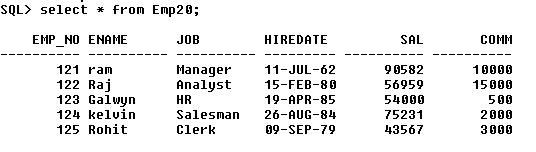 SQL> select * from Emp20;
EMP_NO ENAME JOB HIREDATE SAL COMM
---------- ---------- ---------- --------- ---------- ----------
121 ram Manager 11-JUL-62 90582 10000
122 Raj Analyst 15-FEB-80 56959 15000
123 Galwyn HR 19-APR-85 54000 500
124 kelvin Salesman 26-AUG-84 75231 2000
125 Rohit Clerk 09-SEP-79 43567 3000